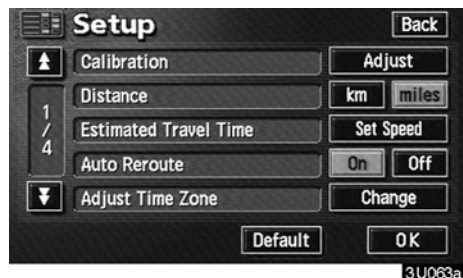 Setup Back
Calibration Adjust
Distance km miles
1
/
4
Estimated Travel Time Set Speed
Auto Reroute On Off
Adjust Time Zone Change
Default OK
3U063a